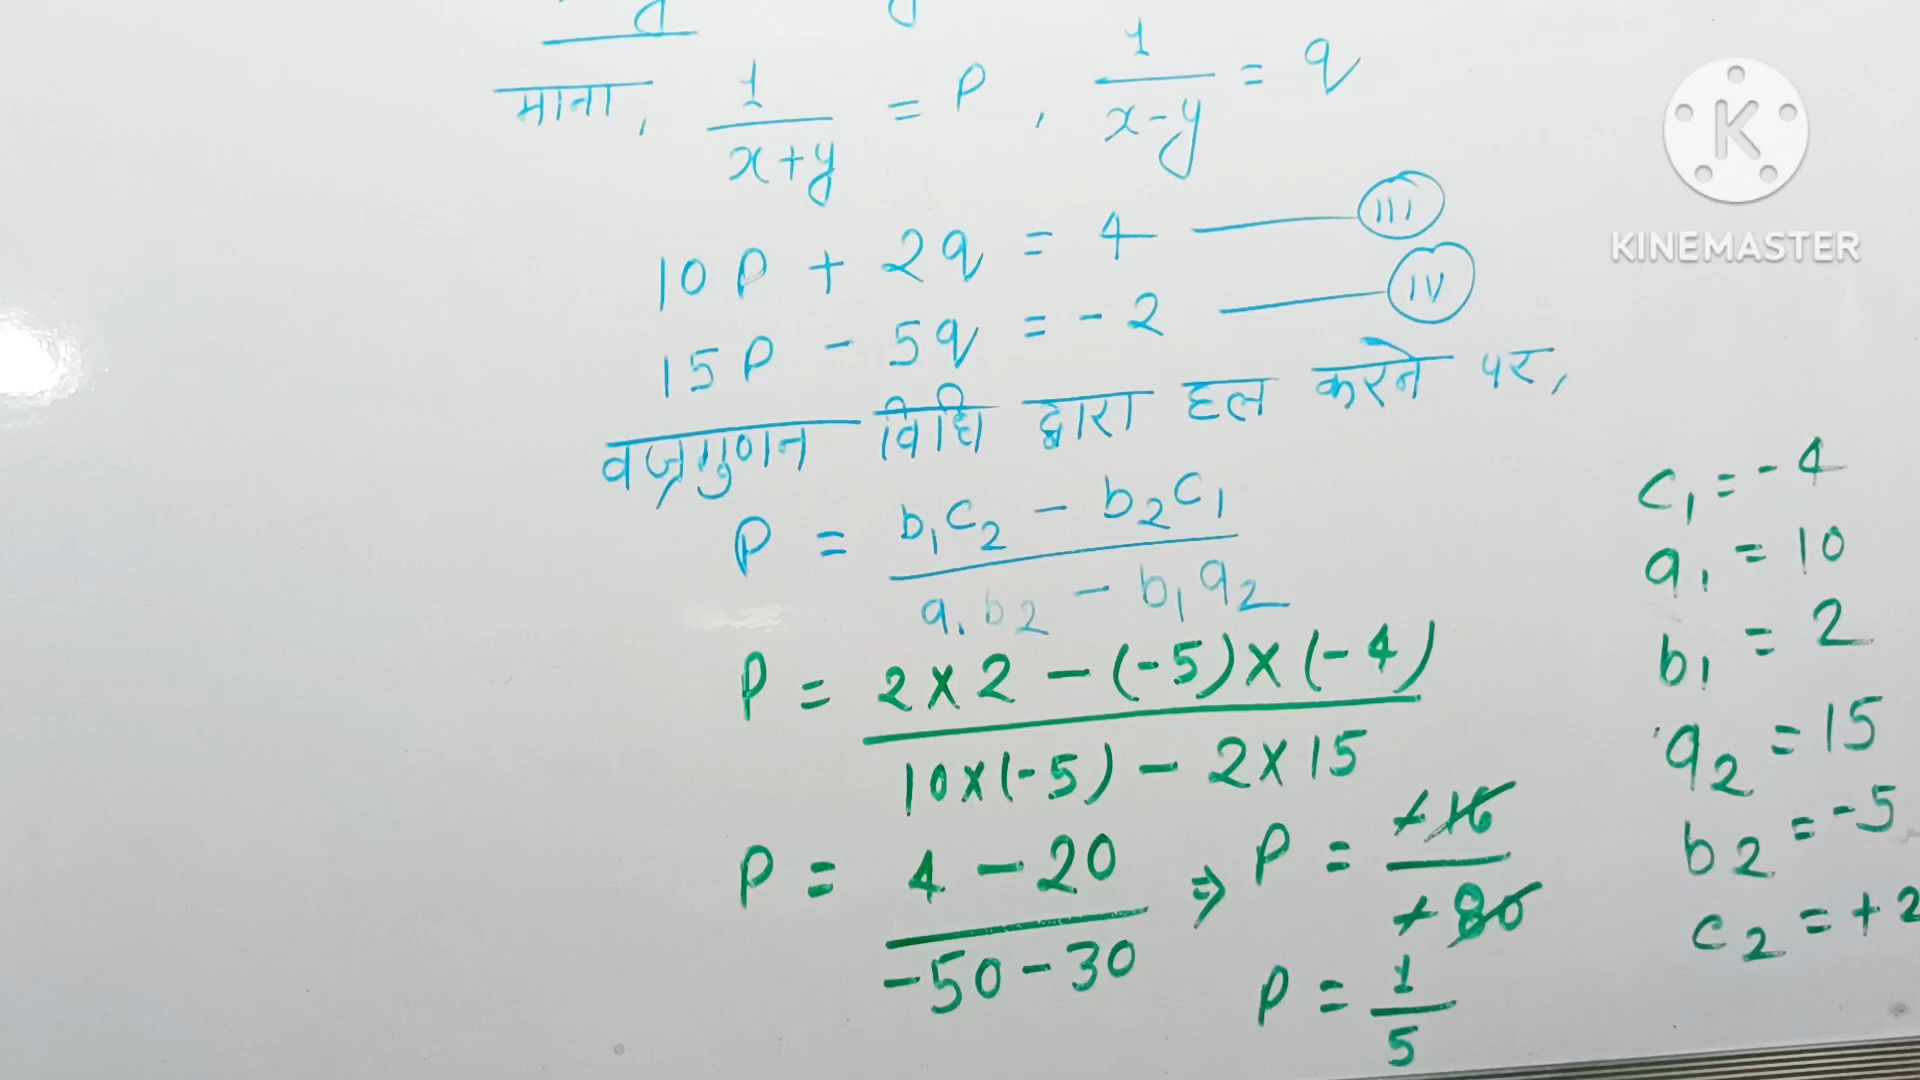 माना, 1/(x+y) = P, 1/(x-y) = q
10P + 2q = 4 — (III)
15P - 5q = -2 — (IV)
वज्रगुणन विधि द्वारा हल करने पर,
P = (b₁c₂ - b₂c₁)/(a₁b₂ - b₁a₂)
P = (2×2 - (-5)×(-4))/(10×(-5) - 2×15)
P = (4 - 20)/(-50 - 30) ⇒ P = +16/+80
P = 1/5
c₁ = -4
a₁ = 10
b₁ = 2
a₂ = 15
b₂ = -5
c₂ = +2
KINEMASTER